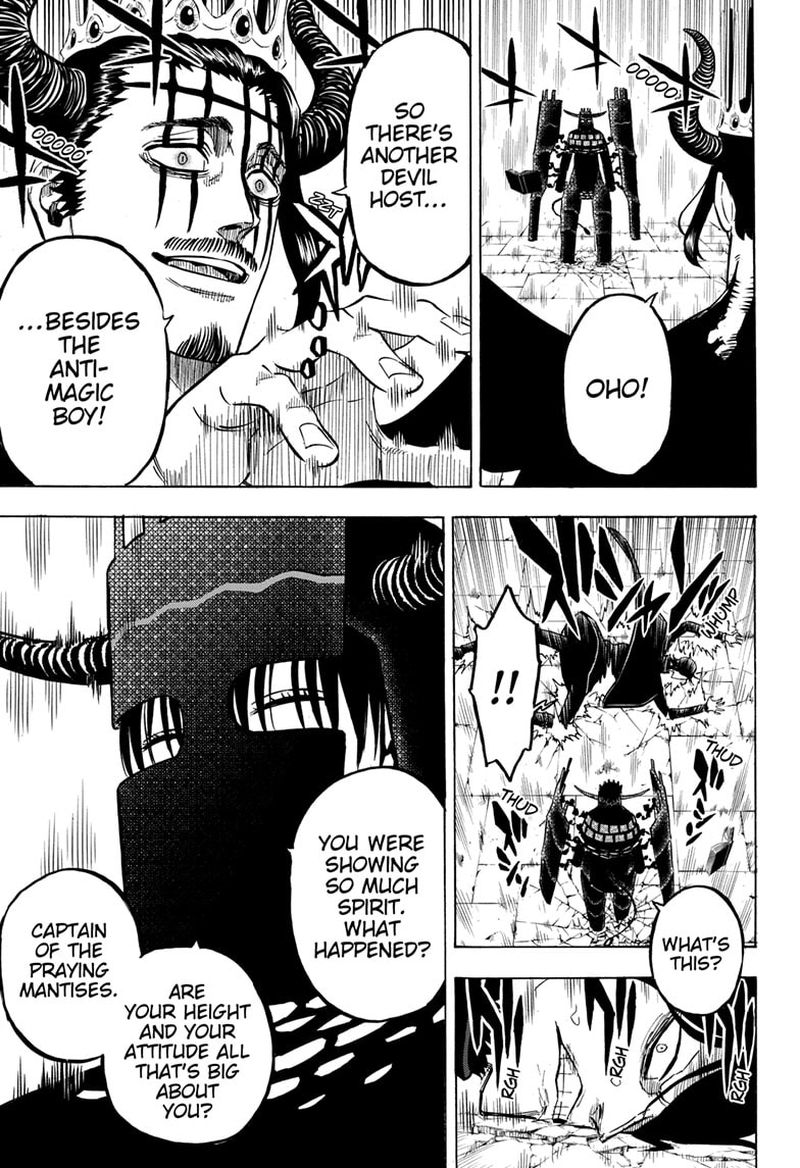 OOOOO
OHO!
SO
THERE'S
ANOTHER
DEVIL
HOST...
OOOOO
ZZT
...BESIDES
THE
ANTI-
MAGIC
BOY!
WHUMP
!!
THUD
THUD
WHAT'S
THIS?
RGH
RGH
RGH
YOU WERE
SHOWING
SO MUCH
SPIRIT.
WHAT
HAPPENED?
ARE
YOUR HEIGHT
AND YOUR
ATTITUDE ALL
THAT'S BIG
ABOUT
YOU?
CAPTAIN
OF THE
PRAYING
MANTISES.